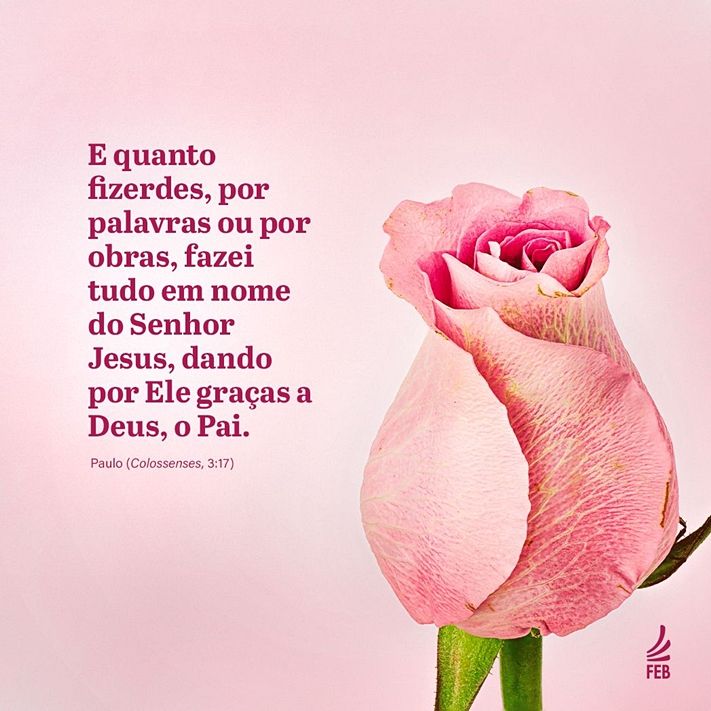 E quanto
fizerdes, por
palavras ou por
obras, fazei
tudo em nome
do Senhor
Jesus, dando
por Ele graças a
Deus, o Pai.
Paulo (Colossenses, 3:17)
FEB